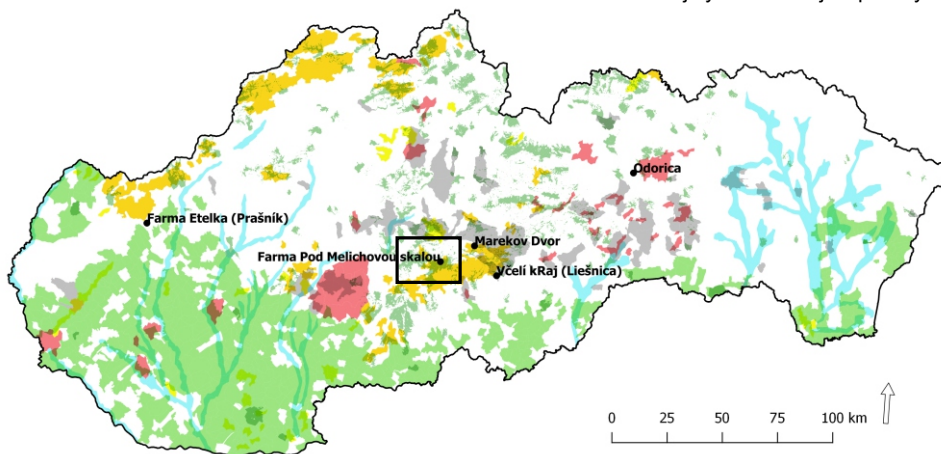 Odorica
Farma Etelka (Prašník)
Marekov Dvor
Farma Pod Melichovou skalou
Včelí kRaj (Liešnica)
0 25 50 75 100 km